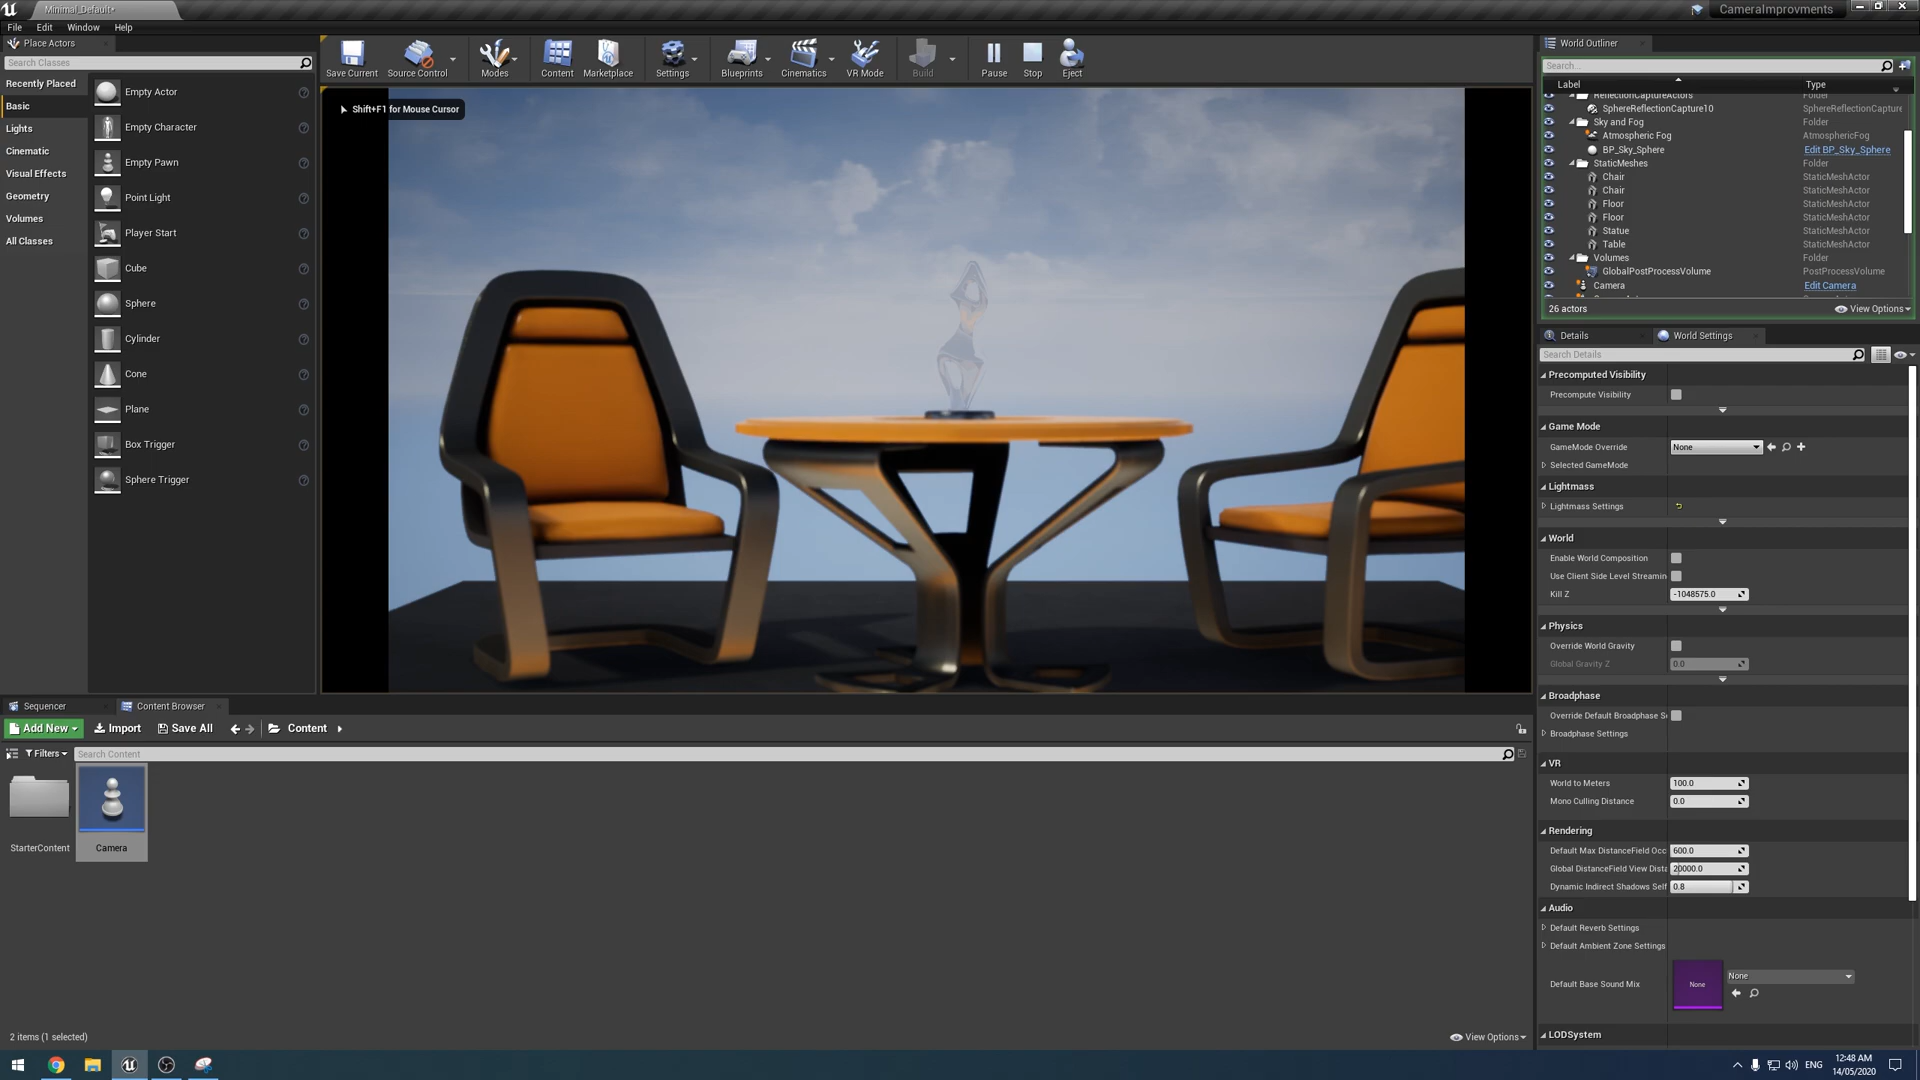 Minimal_Default*
CameraImprovments
File Edit Window Help
Place Actors
Search Classes
Recently Placed
Basic
Lights
Cinematic
Visual Effects
Geometry
Volumes
All Classes
Empty Actor
Empty Character
Empty Pawn
Point Light
Player Start
Cube
Sphere
Cylinder
Cone
Plane
Box Trigger
Sphere Trigger
Save Current
Source Control
Modes
Content
Marketplace
Settings
Blueprints
Cinematics
VR Mode
Build
Pause
Stop
Eject
Shift+F1 for Mouse Cursor
World Outliner
Search...
Label Type
ReflectionCaptureActors Folder
SphereReflectionCapture10 SphereReflectionCapture
Sky and Fog Folder
Atmospheric Fog AtmosphericFog
BP_Sky_Sphere Edit BP_Sky_Sphere
StaticMeshes Folder
Chair StaticMeshActor
Chair StaticMeshActor
Floor StaticMeshActor
Floor StaticMeshActor
Statue StaticMeshActor
Table StaticMeshActor
Volumes Folder
GlobalPostProcessVolume PostProcessVolume
Camera Edit Camera
26 actors View Options
Details World Settings
Search Details
Precomputed Visibility
Precompute Visibility
Game Mode
GameMode Override None
Selected GameMode
Lightmass
Lightmass Settings
World
Enable World Composition
Use Client Side Level Streamin
Kill Z -1048575.0
Physics
Override World Gravity
Global Gravity Z 0.0
Broadphase
Override Default Broadphase S
Broadphase Settings
VR
World to Meters 100.0
Mono Culling Distance 0.0
Rendering
Default Max DistanceField Occ 600.0
Global DistanceField View Dista 20000.0
Dynamic Indirect Shadows Self 0.8
Audio
Default Reverb Settings
Default Ambient Zone Settings
Default Base Sound Mix None None
LODSystem
Sequencer Content Browser
Add New Import Save All Content
Filters Search Content
StarterContent
Camera
2 items (1 selected) View Options
ENG
12:48 AM
14/05/2020